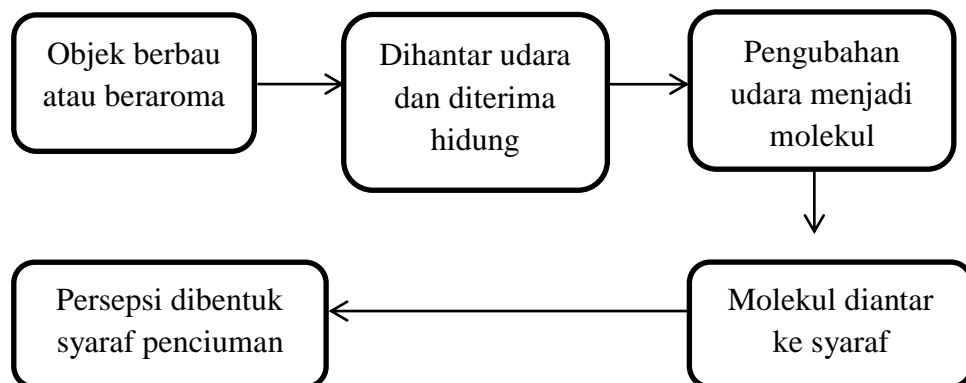 Objek berbau
atau beraroma
Dihantar udara
dan diterima
hidung
Pengubahan
udara menjadi
molekul
Molekul diantar
ke syaraf
Persepsi dibentuk
syaraf penciuman